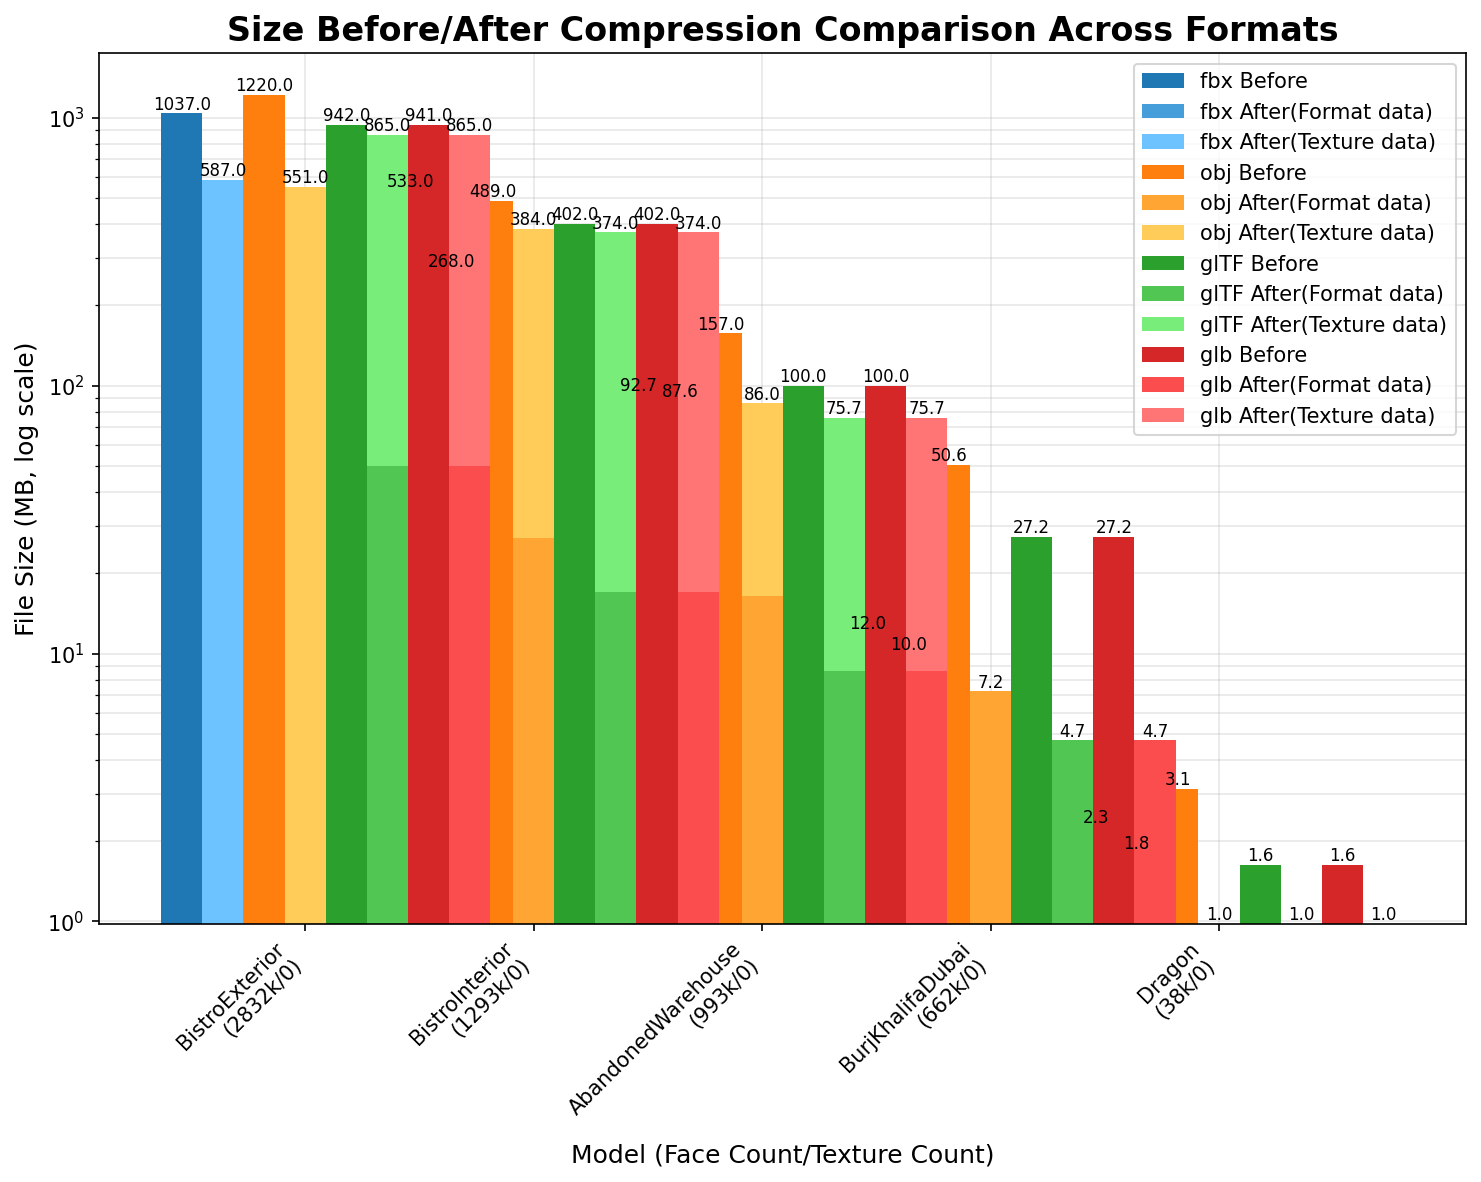 Size Before/After Compression Comparison Across Formats
fbx Before
fbx After(Format data)
fbx After(Texture data)
obj Before
obj After(Format data)
obj After(Texture data)
glTF Before
glTF After(Format data)
glTF After(Texture data)
glb Before
glb After(Format data)
glb After(Texture data)
File Size (MB, log scale)
10³
10²
10¹
10⁰
1037.0
587.0
1220.0
551.0
942.0
865.0
941.0
865.0
533.0
268.0
489.0
384.0
402.0
374.0
402.0
374.0
92.7
87.6
157.0
86.0
100.0
75.7
100.0
75.7
12.0
10.0
50.6
7.2
27.2
4.7
27.2
4.7
2.3
1.8
3.1
1.0
1.6
1.0
1.6
1.0
BistroExterior
(2832k/0)
BistroInterior
(1293k/0)
AbandonedWarehouse
(993k/0)
BurjKhalifaDubai
(662k/0)
Dragon
(38k/0)
Model (Face Count/Texture Count)